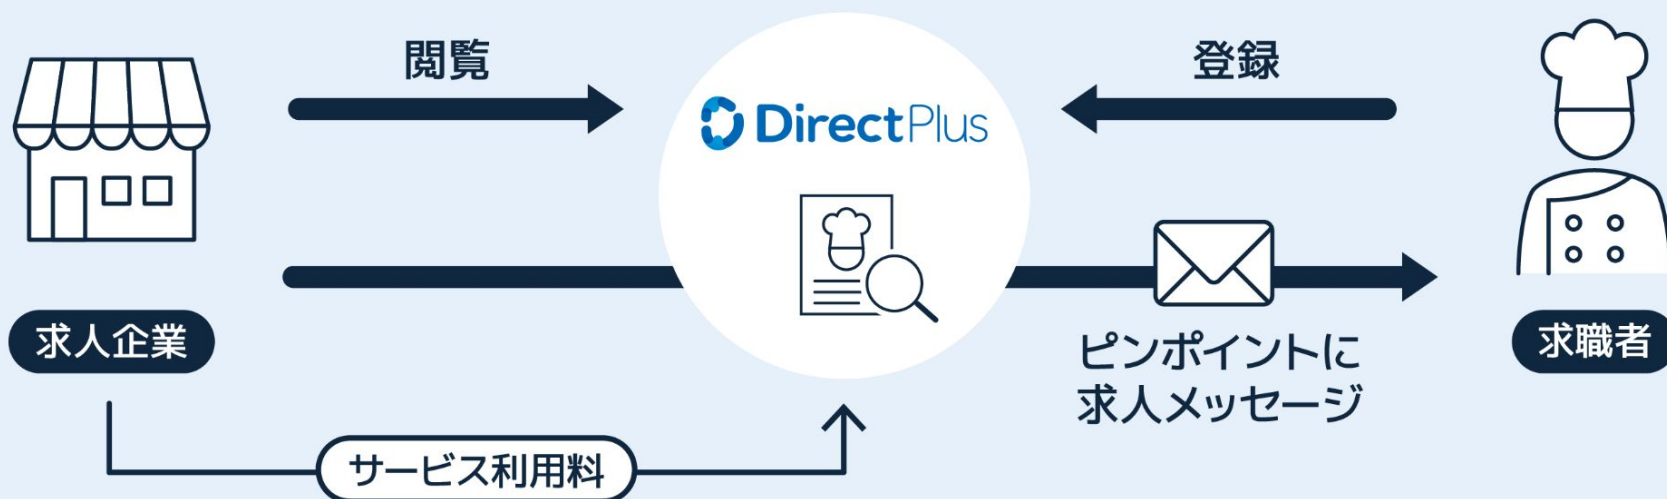 閲覧
登録
DirectPlus
求人企業
求職者
ピンポイントに
求人メッセージ
サービス利用料